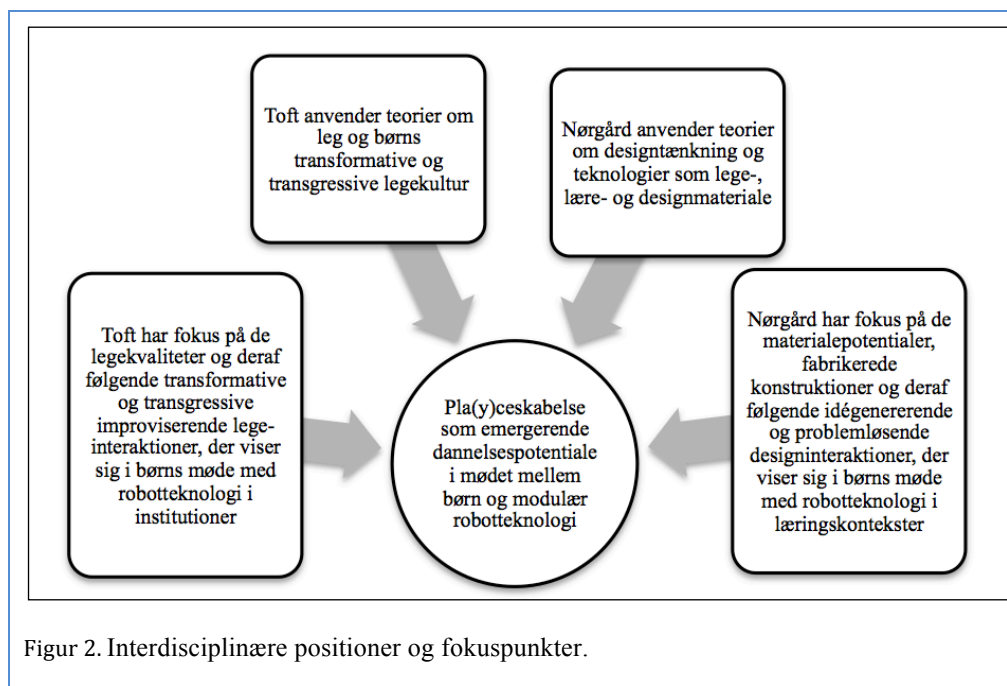 Toft anvender teorier om
leg og børns
transformative og
transgressive legekultur
Nørgård anvender teorier
om designtænkning og
teknologier som lege-,
lære- og designmateriale
Toft har fokus på de
legekvaliteter og deraf
følgende transformative
og transgressive
improviserende lege-
interaktioner, der viser
sig i børns møde med
robotteknologi i
institutioner
Pla(y)ceskabelse
som emergerende
dannelsespotentiale
i mødet mellem
børn og modulær
robotteknologi
Nørgård har fokus på de
materialepotentialer,
fabrikerede
konstruktioner og deraf
følgende idégenererende
og problemløsende
designinteraktioner, der
viser sig i børns møde
med robotteknologi i
læringskontekster
Figur 2. Interdisciplinære positioner og fokuspunkter.